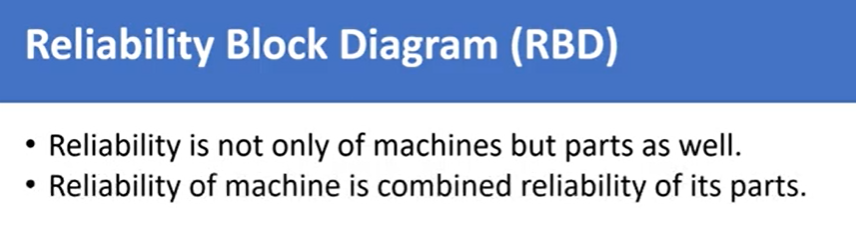 Reliability Block Diagram (RBD)
• Reliability is not only of machines but parts as well.
• Reliability of machine is combined reliability of its parts.